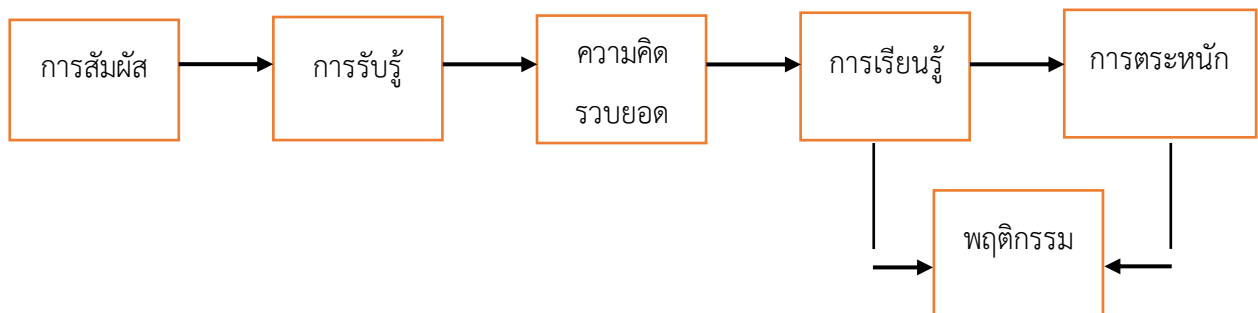 การสัมผัส
การรับรู้
ความคิด
รวบยอด
การเรียนรู้
การตระหนัก
พฤติกรรม